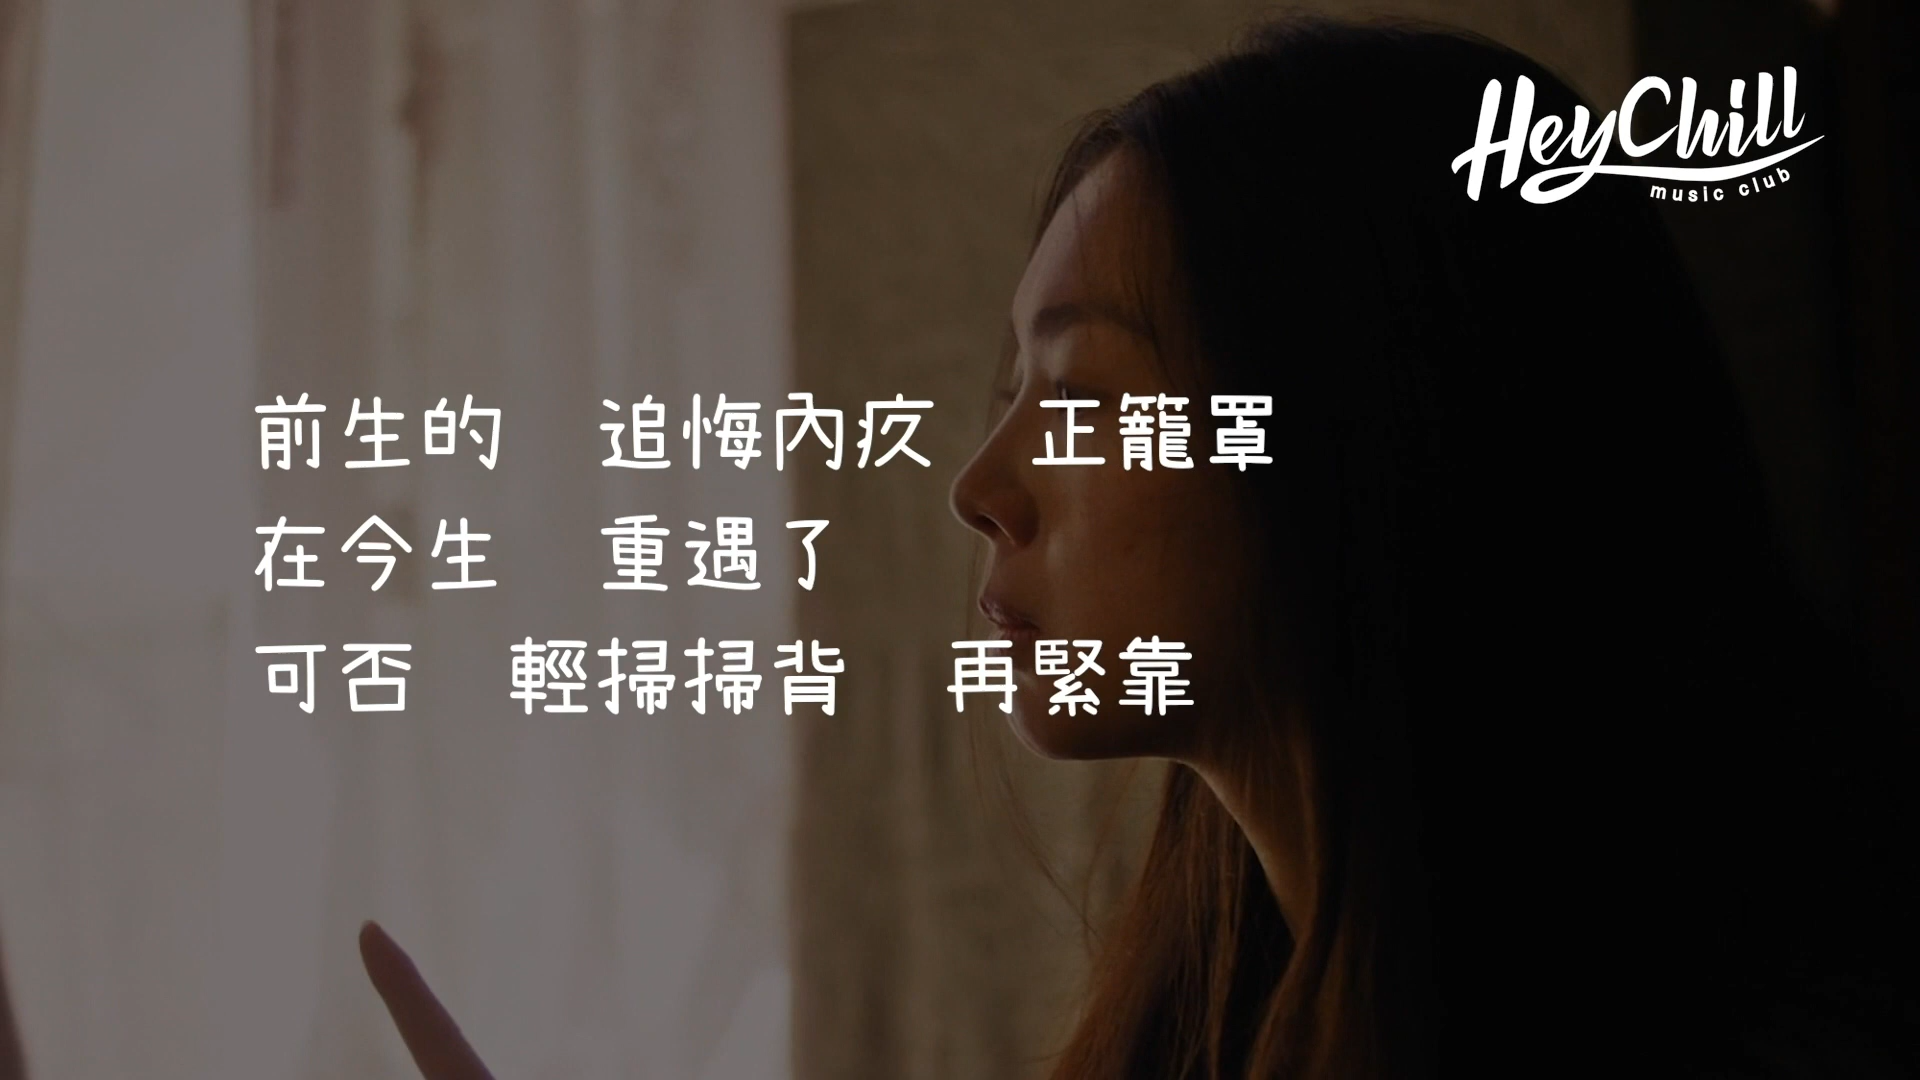 HeyChill
music club
前生的　追悔內疚　正籠罩
在今生　重遇了
可否　輕掃掃背　再緊靠